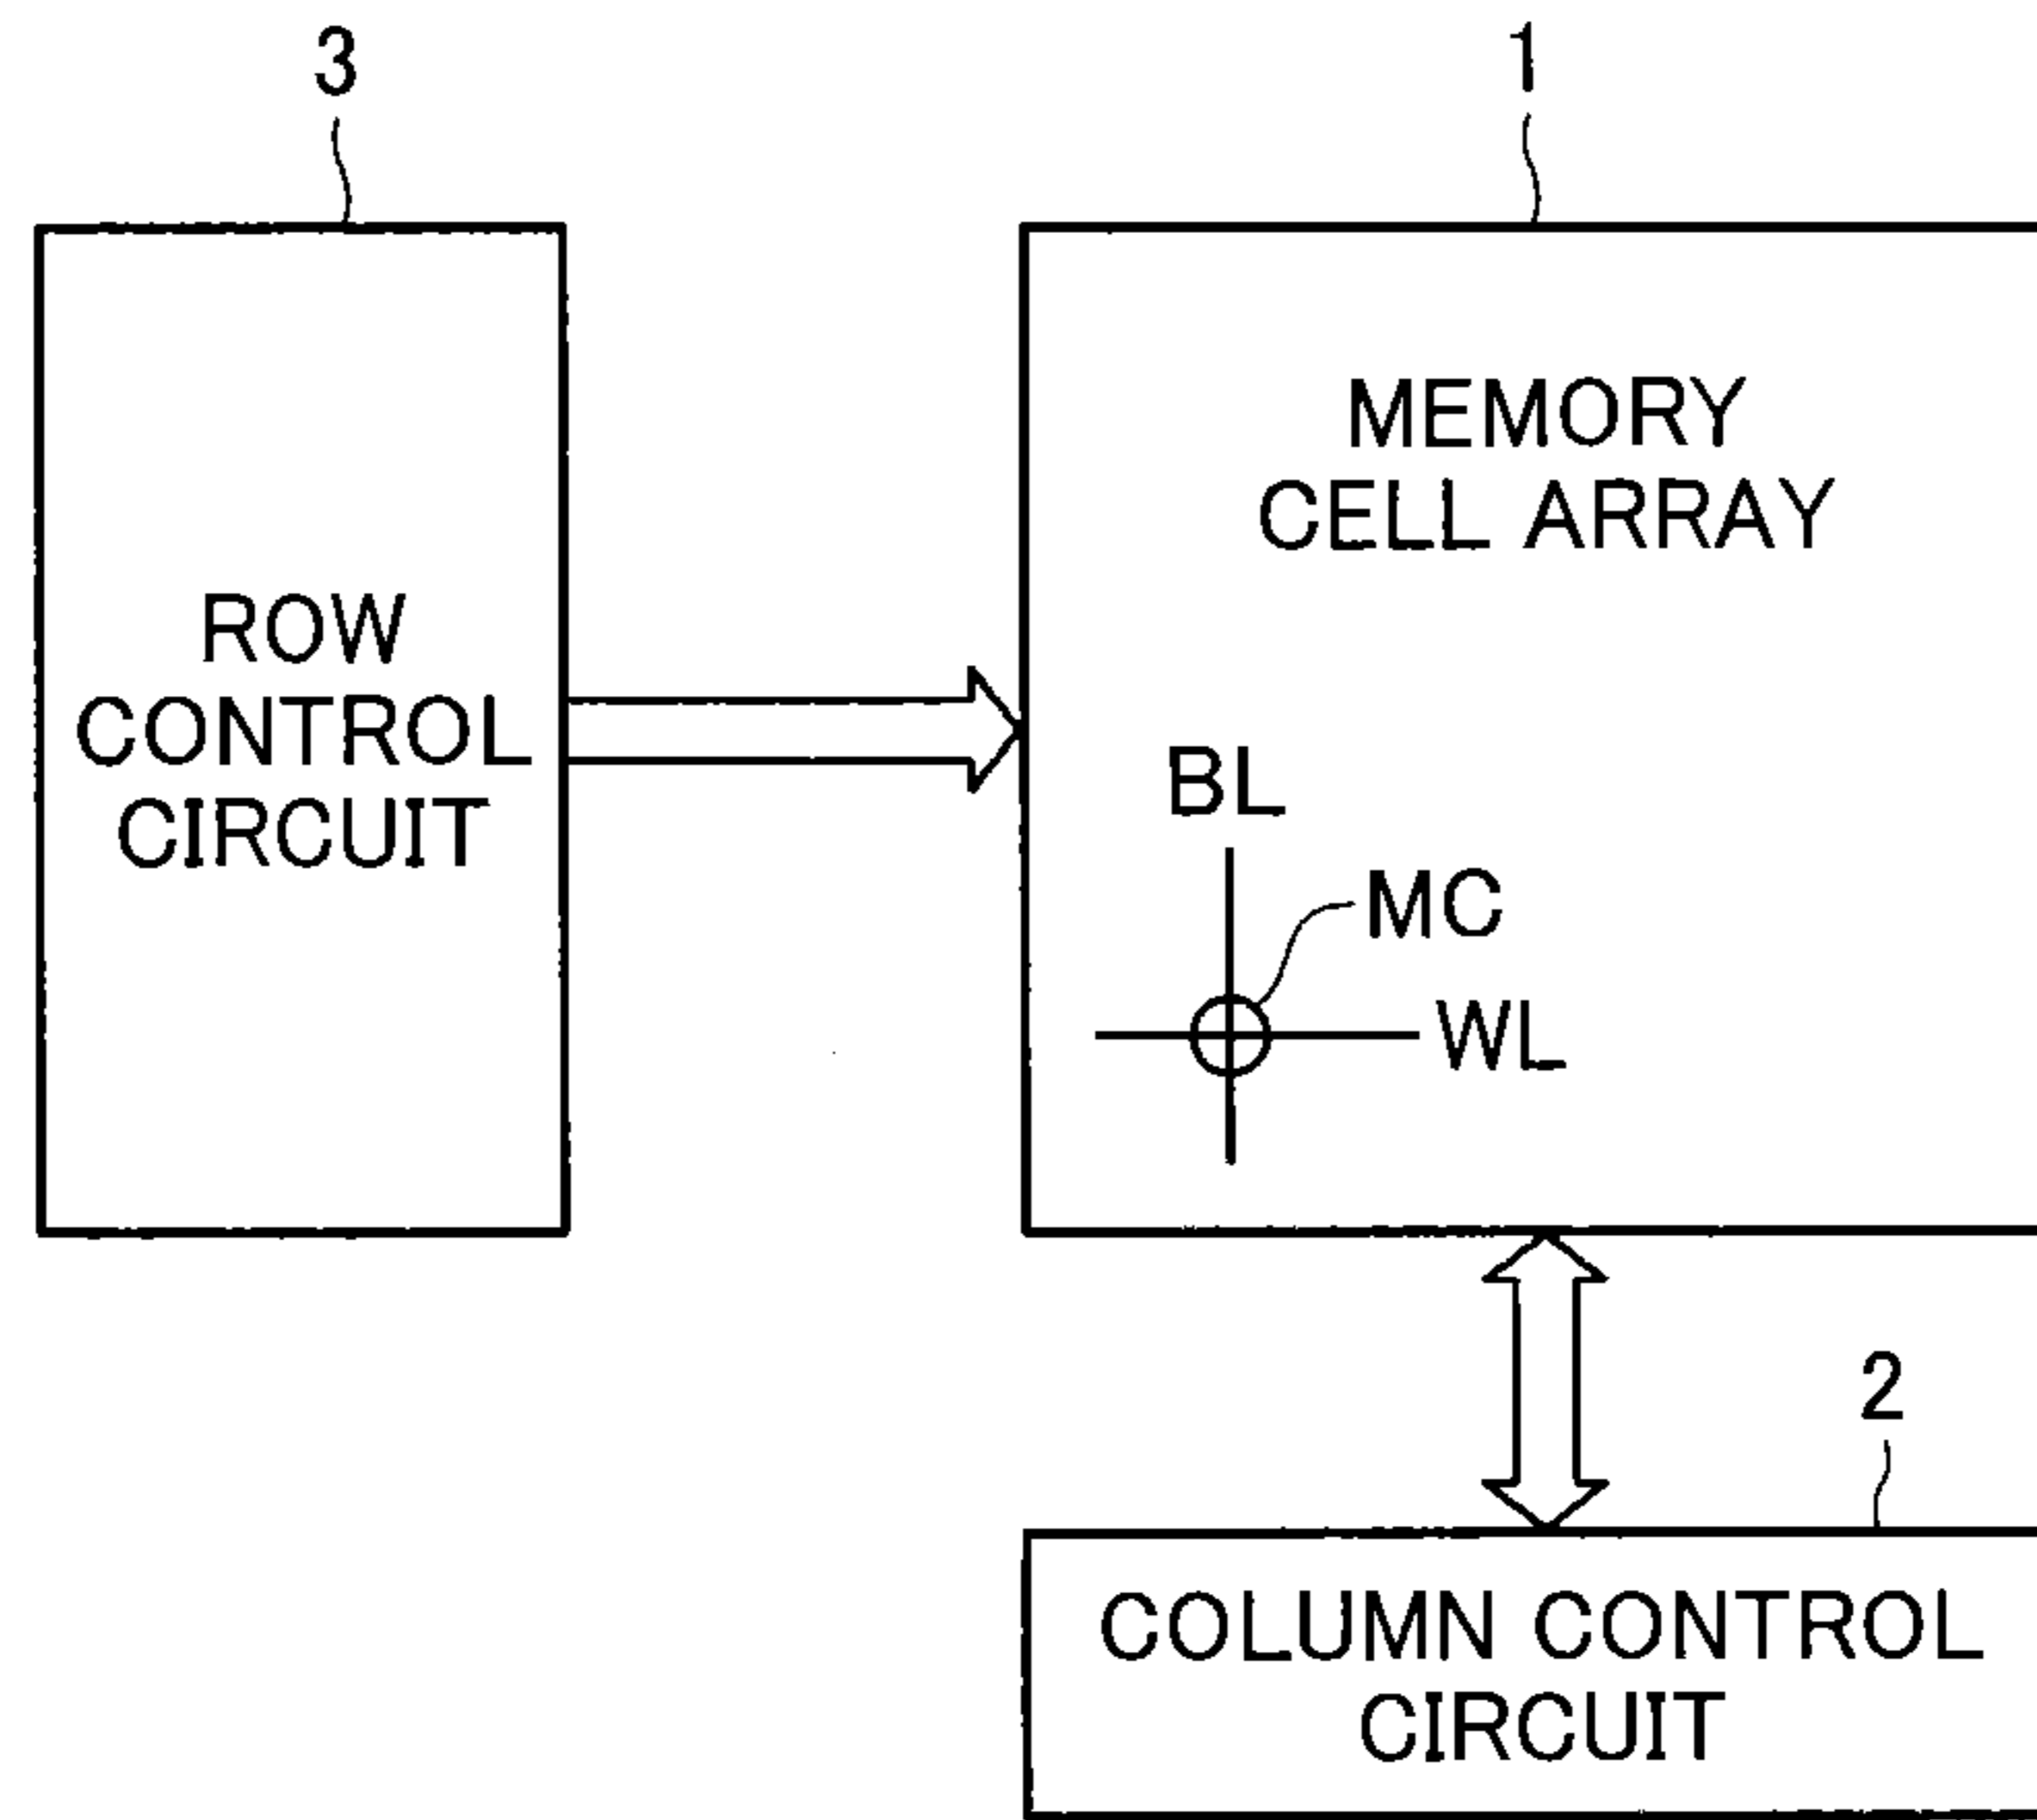 3
1
MEMORY
CELL ARRAY
ROW
CONTROL
CIRCUIT
BL
MC
WL
2
COLUMN CONTROL
CIRCUIT